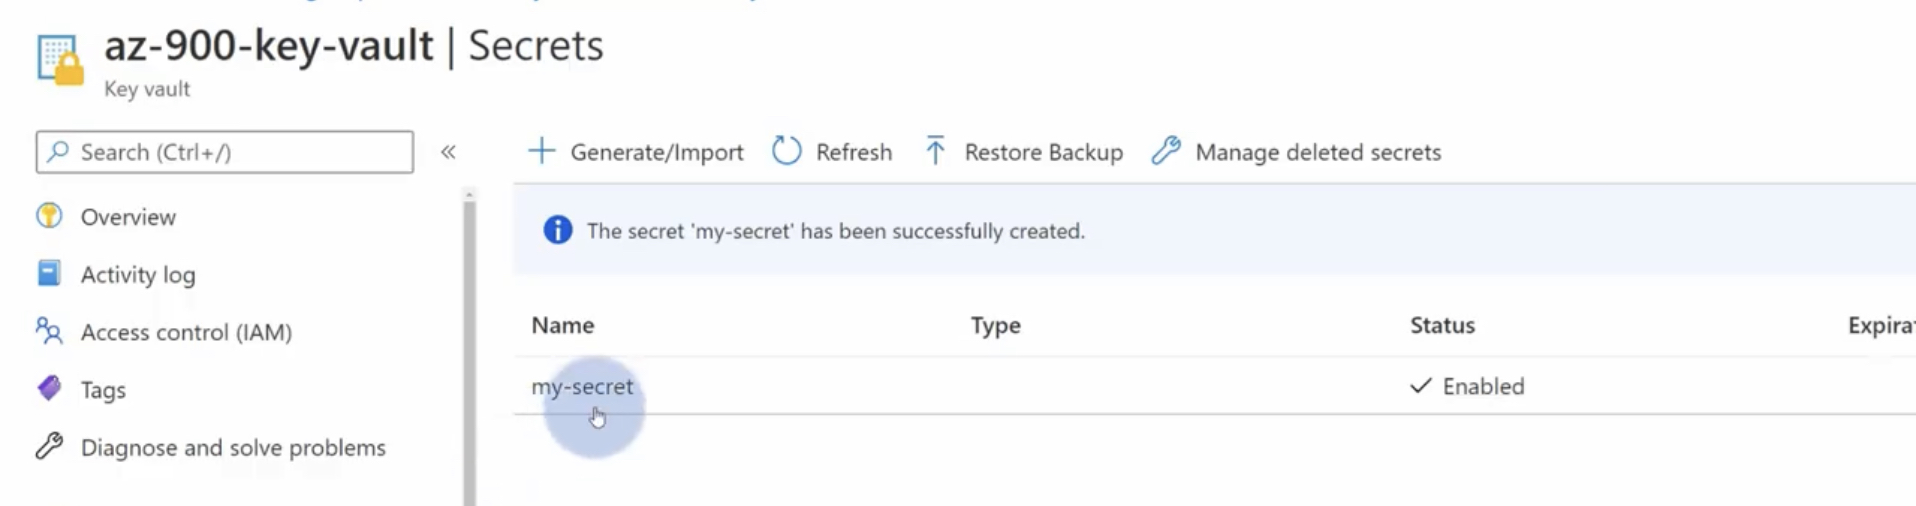 az-900-key-vault | Secrets
Key vault
Search (Ctrl+/)
«
Generate/Import
Refresh
Restore Backup
Manage deleted secrets
Overview
Activity log
Access control (IAM)
Tags
Diagnose and solve problems
The secret 'my-secret' has been successfully created.
Name Type Status
my-secret Enabled